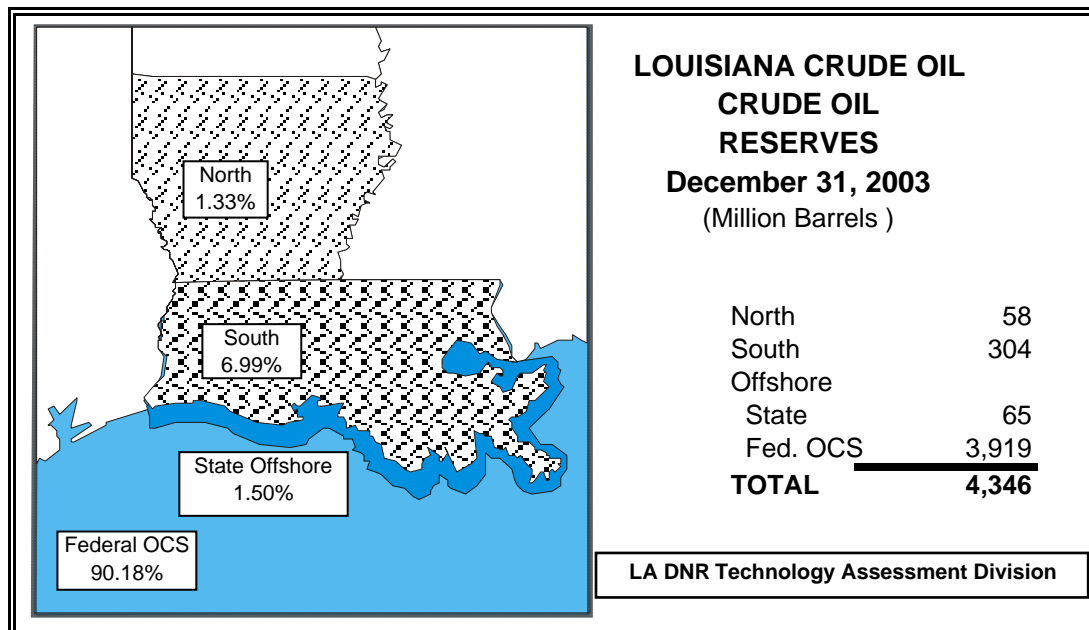 LOUISIANA CRUDE OIL
CRUDE OIL
RESERVES
December 31, 2003
(Million Barrels )
North
1.33%
South
6.99%
State Offshore
1.50%
Federal OCS
90.18%
North 58
South 304
Offshore
State 65
Fed. OCS 3,919
TOTAL 4,346
LA DNR Technology Assessment Division